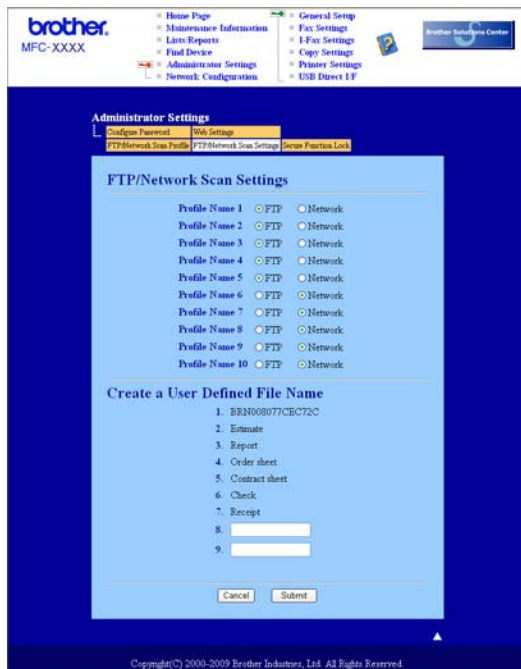 brother.
MFC-XXXX
Home Page
Maintenance Information
Lists/Reports
Find Device
Administrator Settings
Network Configuration
General Setup
Fax Settings
I-Fax Settings
Copy Settings
Printer Settings
USB Direct I/F
Brother Solutions Center
Administrator Settings
Configure Password Web Settings
FTP/Network Scan Profile FTP/Network Scan Settings Secure Function Lock
FTP/Network Scan Settings
Profile Name 1 FTP Network
Profile Name 2 FTP Network
Profile Name 3 FTP Network
Profile Name 4 FTP Network
Profile Name 5 FTP Network
Profile Name 6 FTP Network
Profile Name 7 FTP Network
Profile Name 8 FTP Network
Profile Name 9 FTP Network
Profile Name 10 FTP Network
Create a User Defined File Name
1. BRN008077CEC72C
2. Estimate
3. Report
4. Order sheet
5. Contract sheet
6. Check
7. Receipt
8.
9.
Cancel Submit
Copyright(C) 2000-2009 Brother Industries, Ltd. All Rights Reserved.